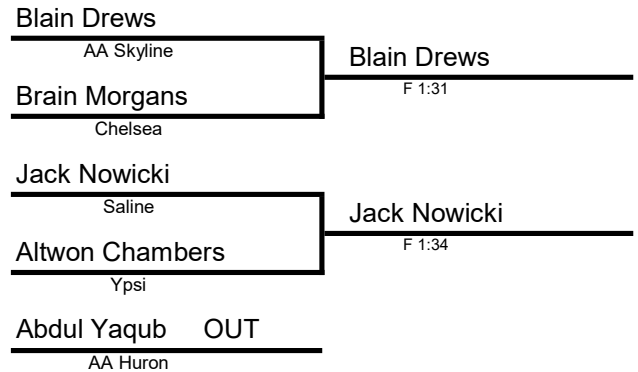 Blain Drews
AA Skyline
Blain Drews
F 1:31
Brain Morgans
Chelsea
Jack Nowicki
Saline
Jack Nowicki
F 1:34
Altwon Chambers
Ypsi
Abdul Yaqub OUT
AA Huron